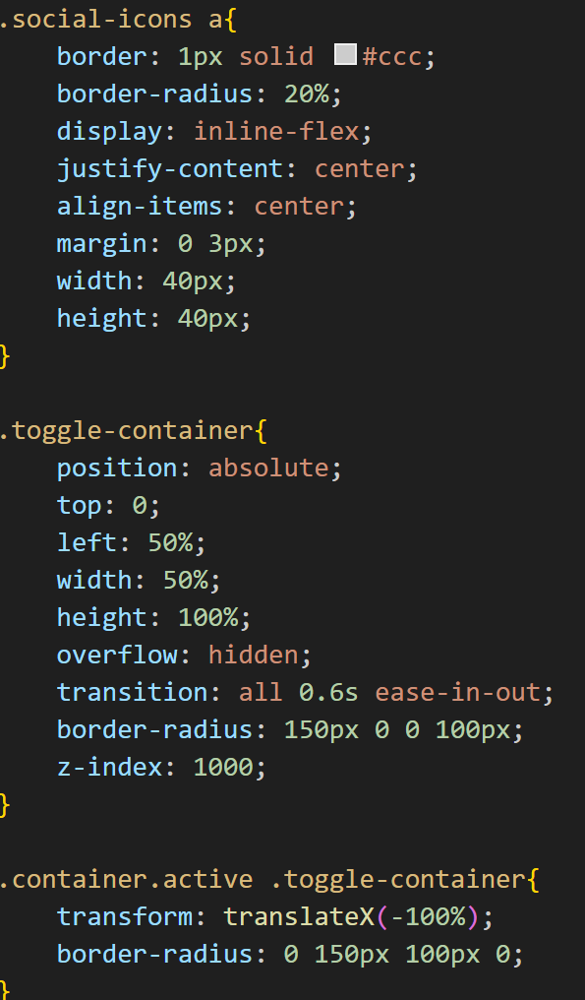 .social-icons a{
    border: 1px solid #ccc;
    border-radius: 20%;
    display: inline-flex;
    justify-content: center;
    align-items: center;
    margin: 0 3px;
    width: 40px;
    height: 40px;
}

.toggle-container{
    position: absolute;
    top: 0;
    left: 50%;
    width: 50%;
    height: 100%;
    overflow: hidden;
    transition: all 0.6s ease-in-out;
    border-radius: 150px 0 0 100px;
    z-index: 1000;
}

.container.active .toggle-container{
    transform: translateX(-100%);
    border-radius: 0 150px 100px 0;
}